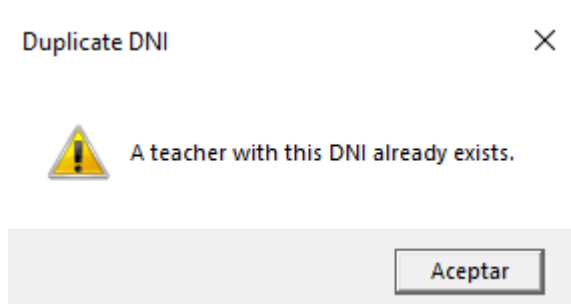 Duplicate DNI
A teacher with this DNI already exists.
Aceptar